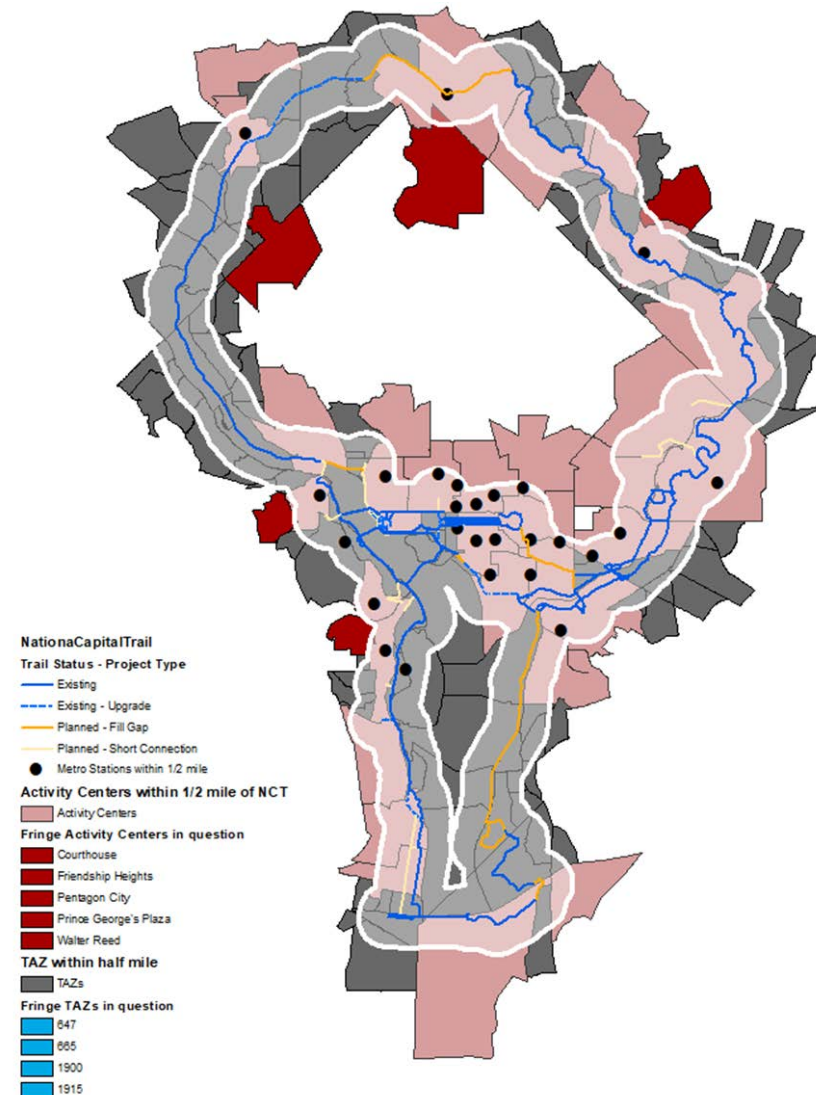 NationaCapitalTrail
Trail Status - Project Type
Existing
Existing - Upgrade
Planned - Fill Gap
Planned - Short Connection
Metro Stations within 1/2 mile
Activity Centers within 1/2 mile of NCT
Activity Centers
Fringe Activity Centers in question
Courthouse
Friendship Heights
Pentagon City
Prince George's Plaza
Walter Reed
TAZ within half mile
TAZs
Fringe TAZs in question
647
665
1900
1915